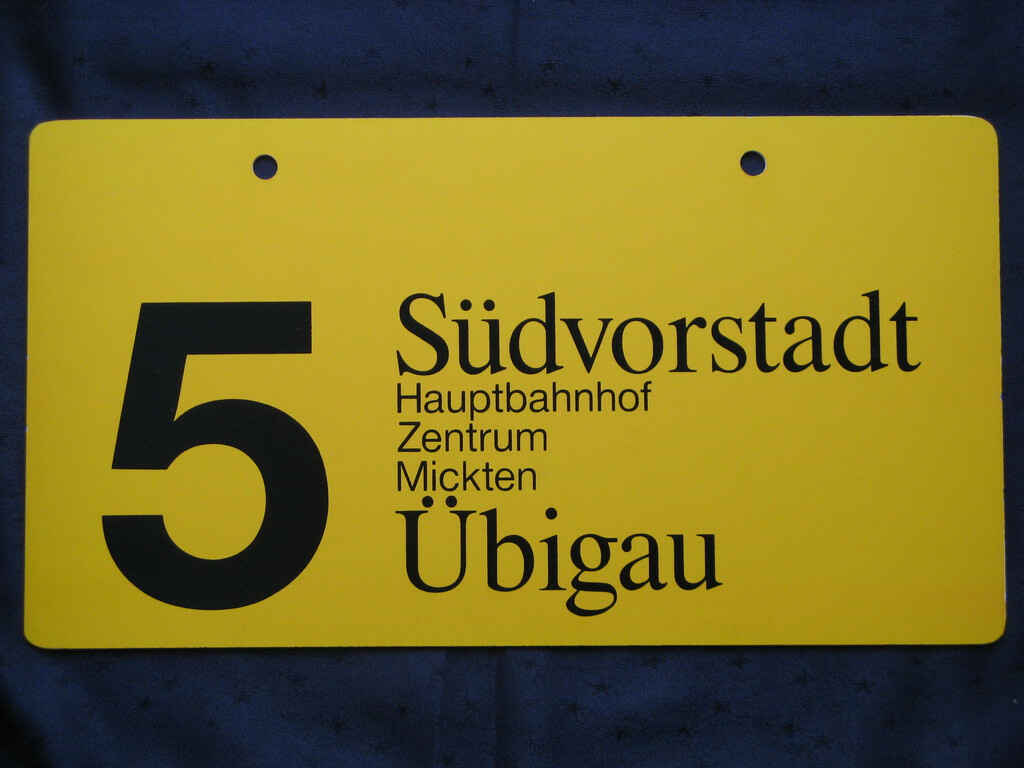 5
Südvorstadt
Hauptbahnhof
Zentrum
Mickten
Übigau